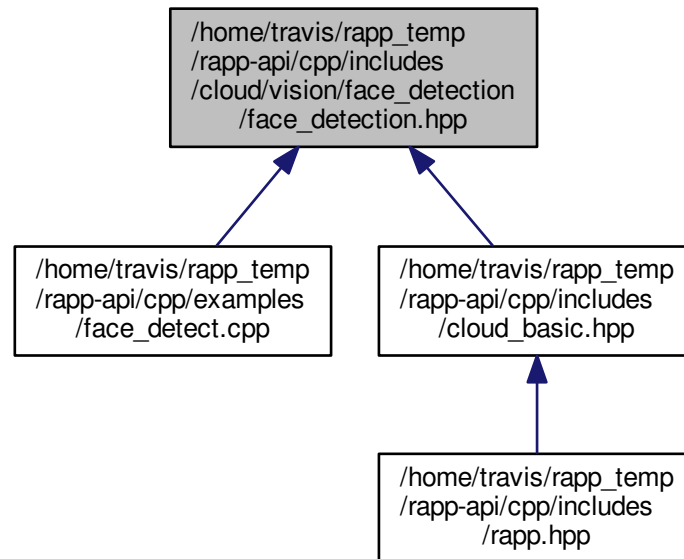 /home/travis/rapp_temp
/rapp-api/cpp/includes
/cloud/vision/face_detection
/face_detection.hpp
/home/travis/rapp_temp
/rapp-api/cpp/examples
/face_detect.cpp
/home/travis/rapp_temp
/rapp-api/cpp/includes
/cloud_basic.hpp
/home/travis/rapp_temp
/rapp-api/cpp/includes
/rapp.hpp